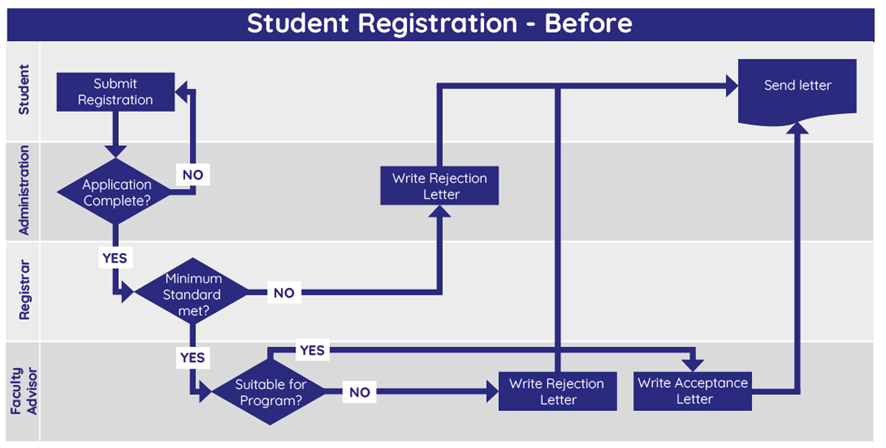 Student Registration - Before
Student
Submit
Registration
Send letter
Administration
Application
Complete?
NO
Write Rejection
Letter
YES
Registrar
Minimum
Standard
met?
NO
YES
Faculty
Advisor
Suitable for
Program?
YES
NO
Write Rejection
Letter
Write Acceptance
Letter